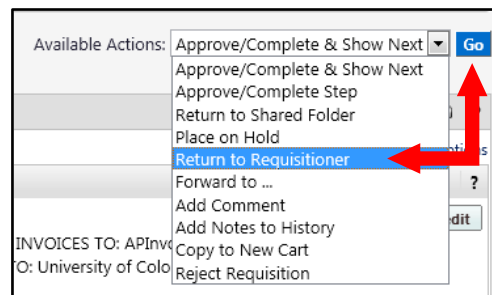 Available Actions: Approve/Complete & Show Next Go
Approve/Complete & Show Next
Approve/Complete Step
Return to Shared Folder
Place on Hold
Return to Requisitioner
Forward to ...
?
Add Comment
edit
Add Notes to History
INVOICES TO: APInvo
Copy to New Cart
TO: University of Colo
Reject Requisition